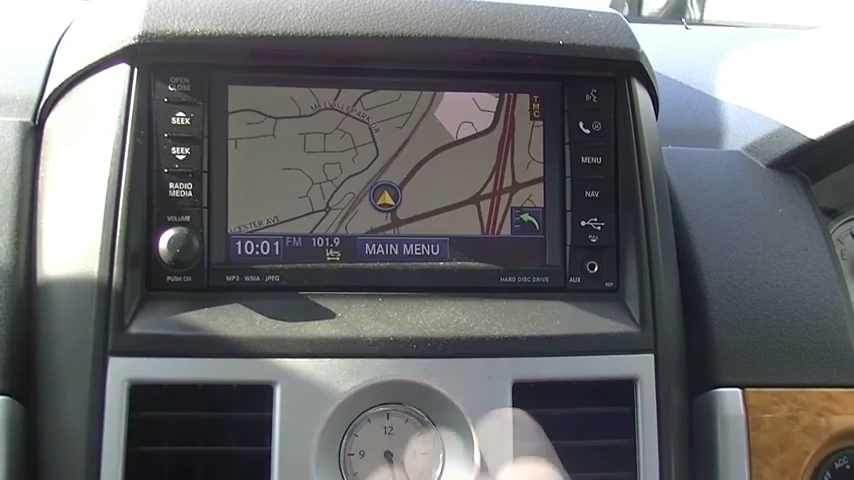 OPEN
CLOSE
SEEK
SEEK
RADIO
MEDIA
VOLUME
PUSH ON
MP3 · WMA · JPEG
HARD DISC DRIVE
MENU
NAV
AUX
TMC
10:01
FM
101.9
MAIN MENU
12
9
ACC